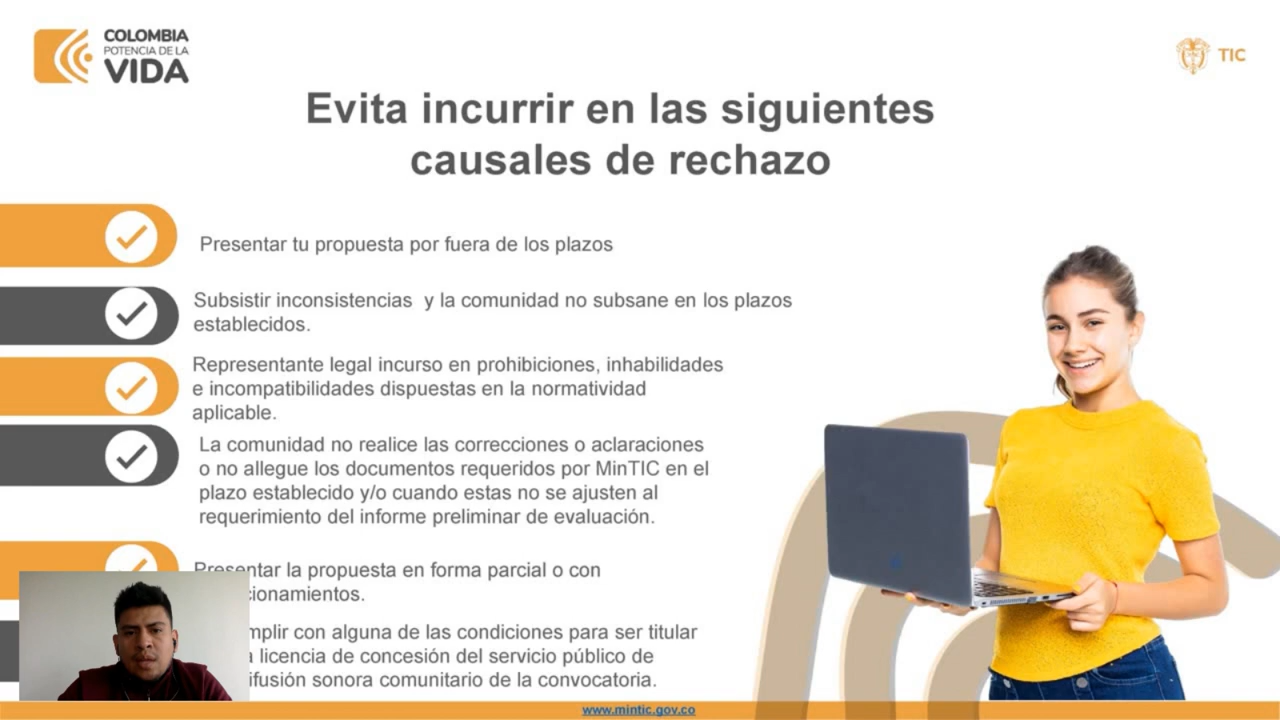 COLOMBIA
POTENCIA DE LA
VIDA
TIC
Evita incurrir en las siguientes
causales de rechazo
Presentar tu propuesta por fuera de los plazos
Subsistir inconsistencias y la comunidad no subsane en los plazos
establecidos.
Representante legal incurso en prohibiciones, inhabilidades
e incompatibilidades dispuestas en la normatividad
aplicable.
La comunidad no realice las correcciones o aclaraciones
o no allegue los documentos requeridos por MinTIC en el
plazo establecido y/o cuando estas no se ajusten al
requerimiento del informe preliminar de evaluación.
Presentar la propuesta en forma parcial o con
cionamientos.
mplir con alguna de las condiciones para ser titular
licencia de concesión del servicio público de
ifusión sonora comunitario de la convocatoria.
www.mintic.gov.co